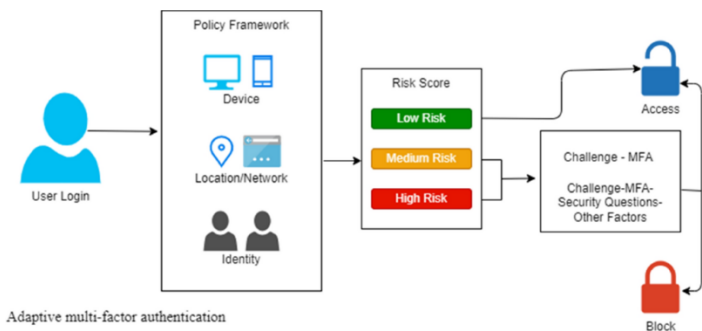 Policy Framework
Device
Location/Network
Identity
User Login
Risk Score
Low Risk
Medium Risk
High Risk
Access
Challenge - MFA
Challenge-MFA-
Security Questions-
Other Factors
Block
Adaptive multi-factor authentication